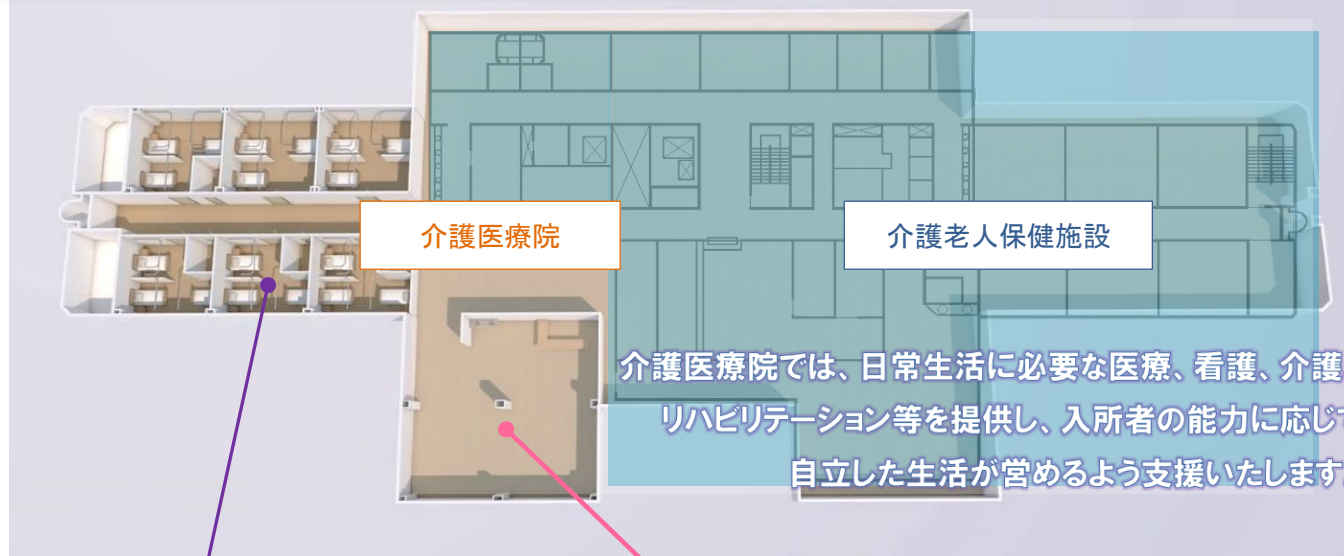 介護医療院
介護老人保健施設
介護医療院では、日常生活に必要な医療、看護、介護
リハビリテーション等を提供し、入所者の能力に応じて
自立した生活が営めるよう支援いたします